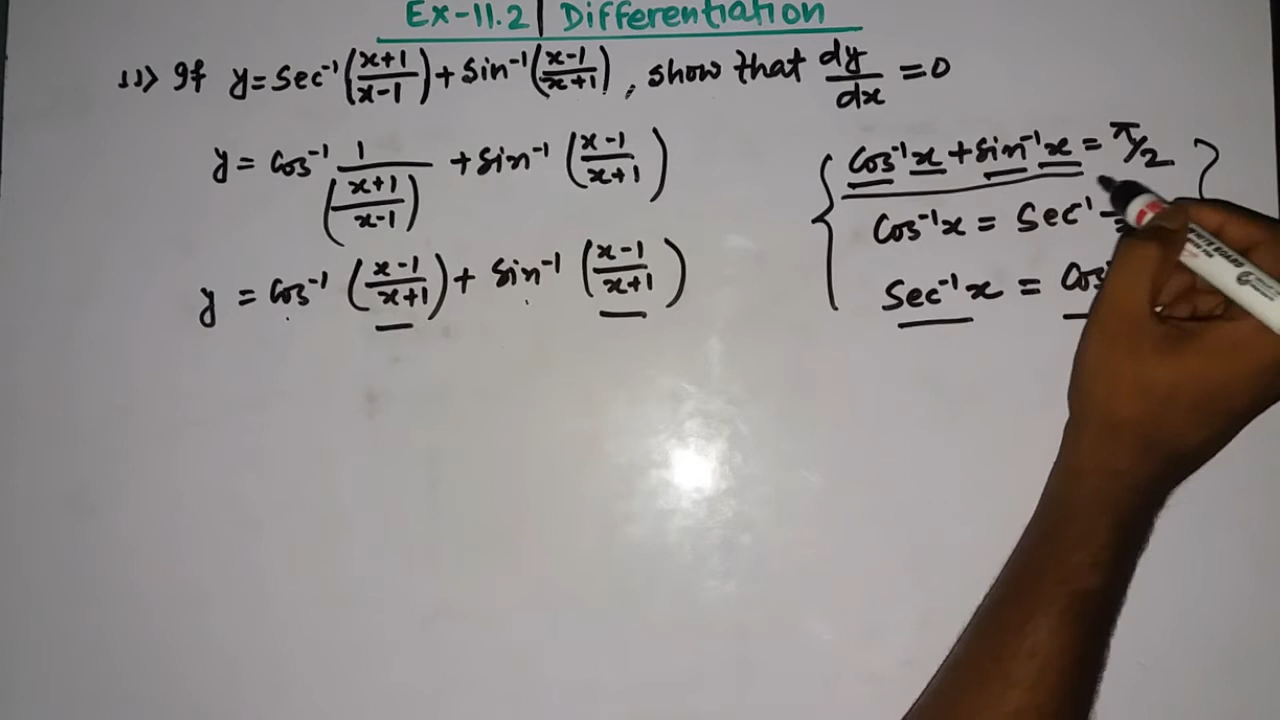 Ex-11.2 | Differentiation
11> If y = Sec⁻¹((x+1)/(x-1)) + Sin⁻¹((x-1)/(x+1)), show that dy/dx = 0
y = Cos⁻¹ 1/((x+1)/(x-1)) + Sin⁻¹((x-1)/(x+1))
y = Cos⁻¹((x-1)/(x+1)) + Sin⁻¹((x-1)/(x+1))
{ Cos⁻¹x + Sin⁻¹x = π/2 }
Cos⁻¹x = Sec⁻¹
Sec⁻¹x = Cos